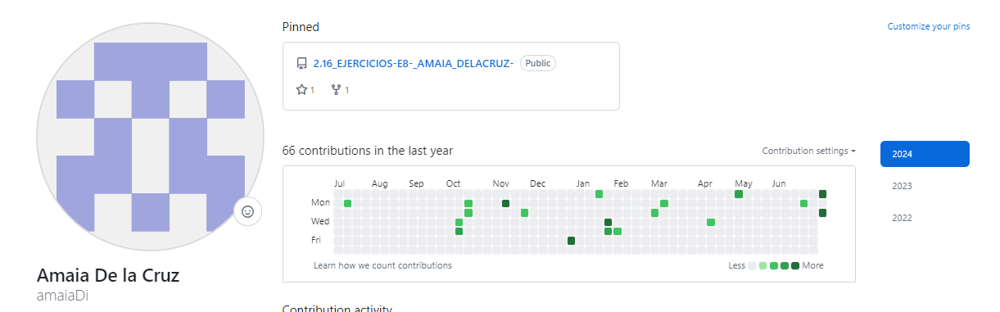 Pinned
Customize your pins
2.16_EJERCICIOS-E8-_AMAIA_DELACRUZ-
Public
1
1
66 contributions in the last year
Contribution settings
2024
2023
2022
Jul Aug Sep Oct Nov Dec Jan Feb Mar Apr May Jun
Mon
Wed
Fri
Learn how we count contributions
Less
More
Amaia De la Cruz
amaiaDi
Contribution activity